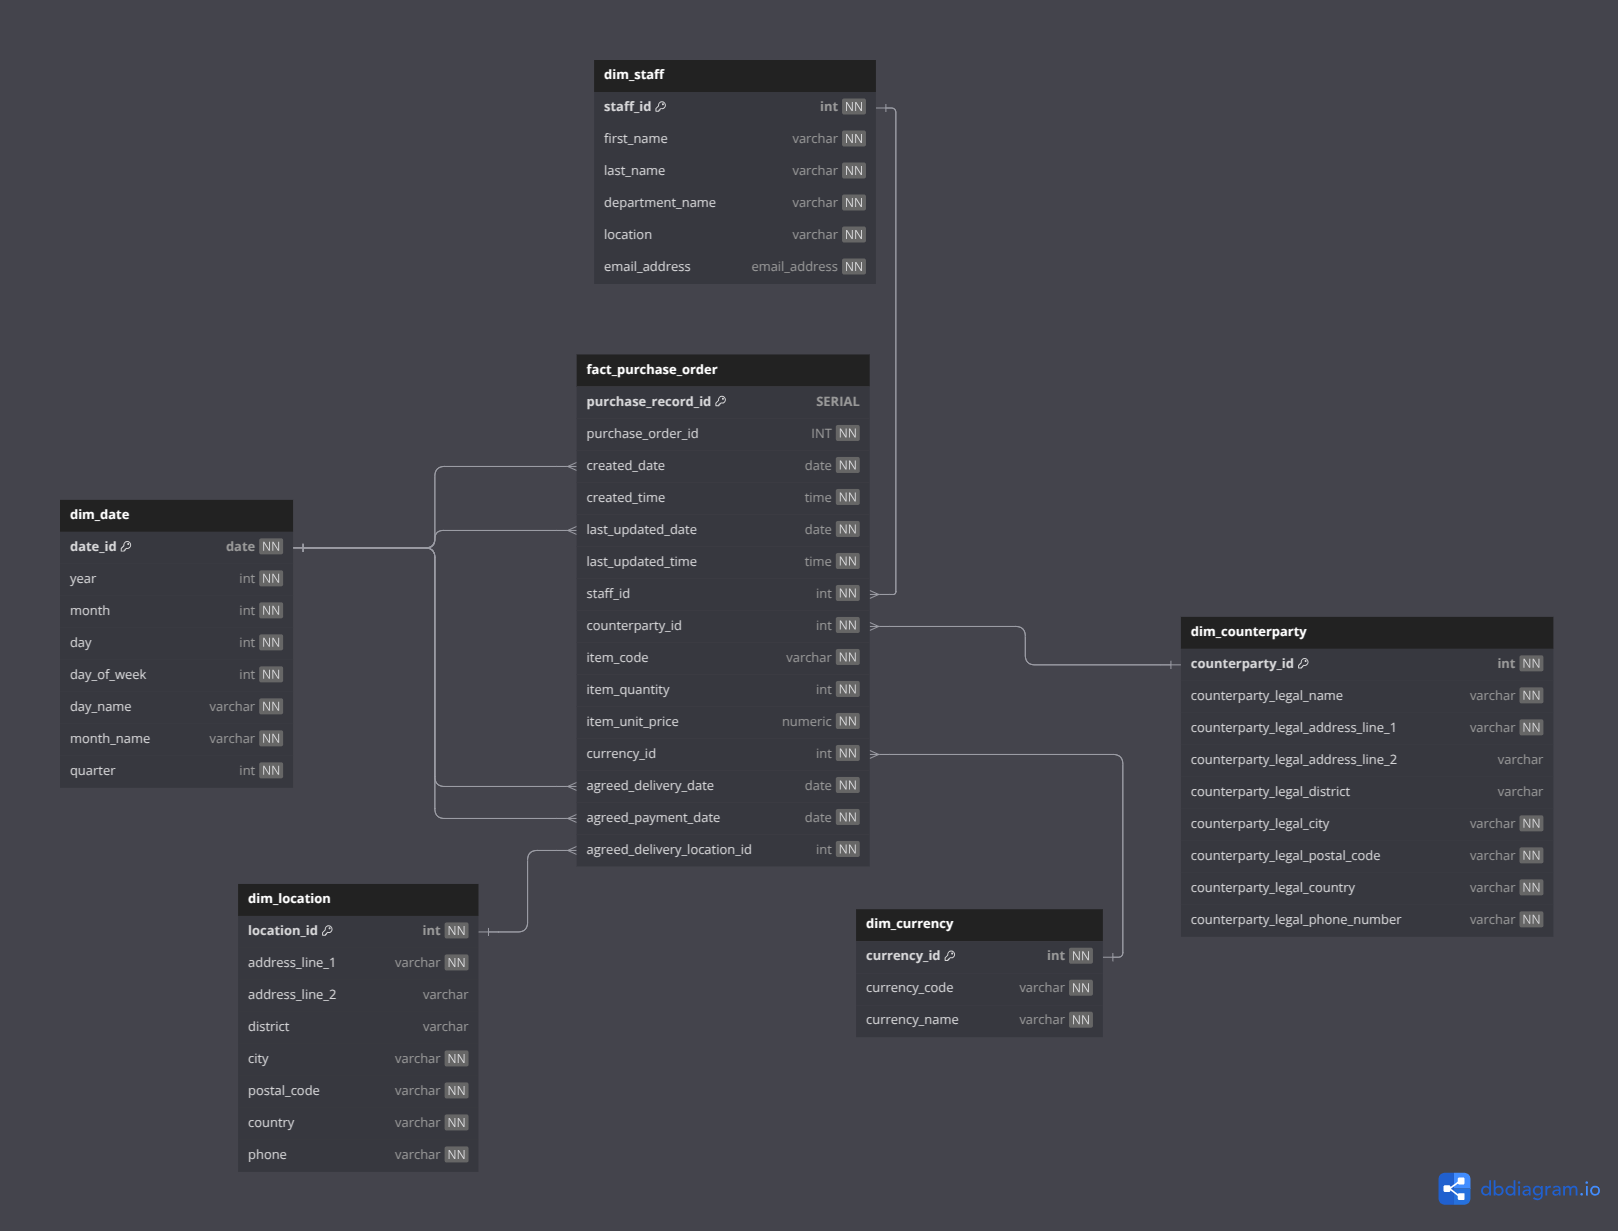 dim_staff
staff_id int NN
first_name varchar NN
last_name varchar NN
department_name varchar NN
location varchar NN
email_address email_address NN
fact_purchase_order
purchase_record_id SERIAL
purchase_order_id INT NN
created_date date NN
created_time time NN
last_updated_date date NN
last_updated_time time NN
staff_id int NN
counterparty_id int NN
item_code varchar NN
item_quantity int NN
item_unit_price numeric NN
currency_id int NN
agreed_delivery_date date NN
agreed_payment_date date NN
agreed_delivery_location_id int NN
dim_date
date_id date NN
year int NN
month int NN
day int NN
day_of_week int NN
day_name varchar NN
month_name varchar NN
quarter int NN
dim_counterparty
counterparty_id int NN
counterparty_legal_name varchar NN
counterparty_legal_address_line_1 varchar NN
counterparty_legal_address_line_2 varchar
counterparty_legal_district varchar
counterparty_legal_city varchar NN
counterparty_legal_postal_code varchar NN
counterparty_legal_country varchar NN
counterparty_legal_phone_number varchar NN
dim_location
location_id int NN
address_line_1 varchar NN
address_line_2 varchar
district varchar
city varchar NN
postal_code varchar NN
country varchar NN
phone varchar NN
dim_currency
currency_id int NN
currency_code varchar NN
currency_name varchar NN
dbdiagram.io